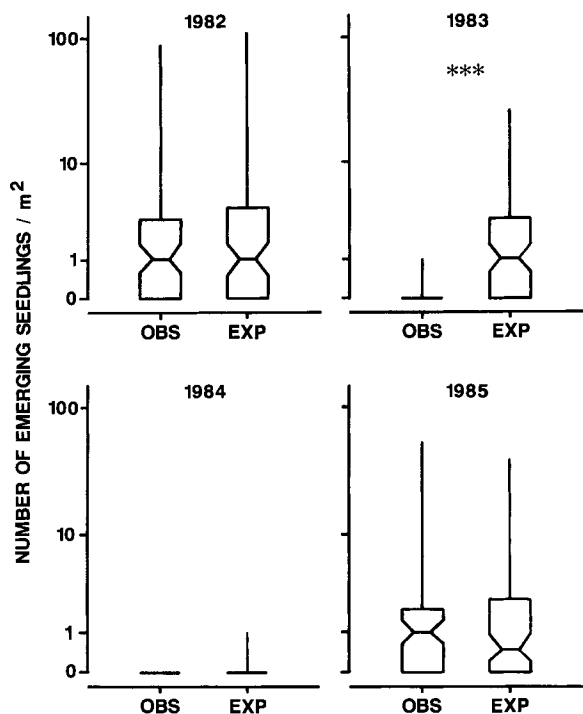 1982
1983
NUMBER OF EMERGING SEEDLINGS / m²
100
10
1
0
***
OBS
EXP
OBS
EXP
1984
1985
100
10
1
0
OBS
EXP
OBS
EXP